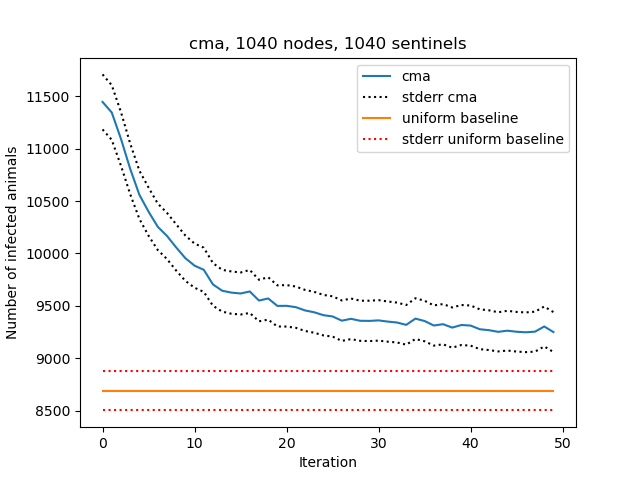 cma, 1040 nodes, 1040 sentinels
cma
stderr cma
uniform baseline
stderr uniform baseline
Number of infected animals
11500
11000
10500
10000
9500
9000
8500
0 10 20 30 40 50
Iteration